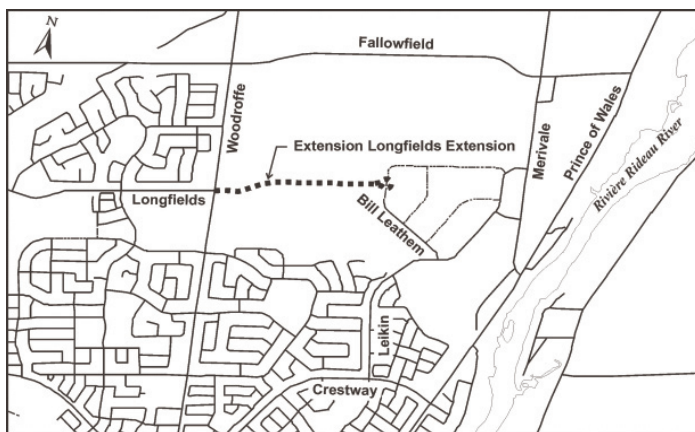 N
Fallowfield
Woodroffe
Extension Longfields Extension
Merivale
Prince of Wales
Rivière Rideau River
Longfields
Bill Leathem
Leikin
Crestway